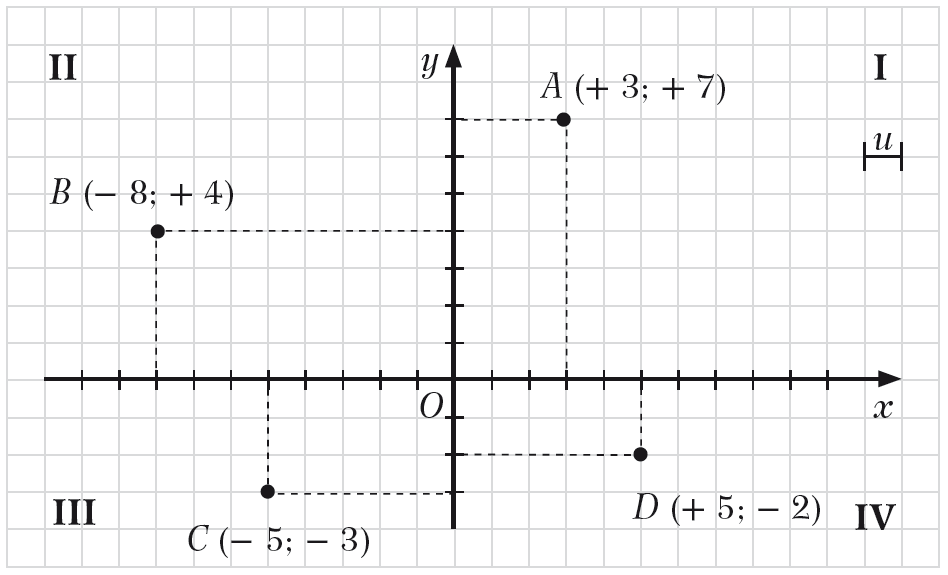 II
y
A (+ 3; + 7)
I
u
B (− 8; + 4)
O
x
III
C (− 5; − 3)
D (+ 5; − 2)
IV